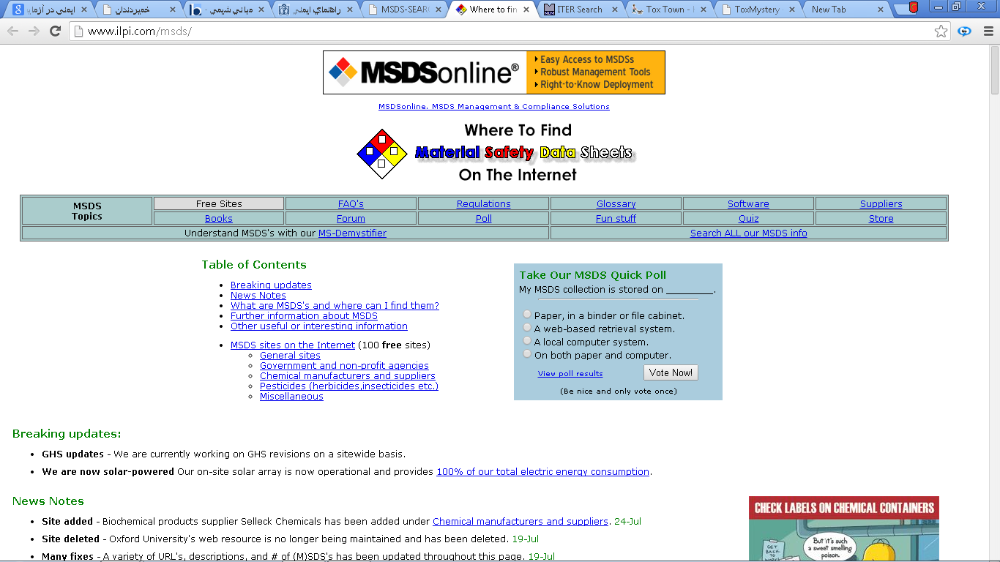 ایمنی در آزمایـ
خمیردندان
مبانی شیمی -
راهنمای ایمنی
MSDS-SEAR
Where to fin
ITER Search
Tox Town -
ToxMystery
New Tab
www.ilpi.com/msds/
MSDSonline®
Easy Access to MSDSs
Robust Management Tools
Right-to-Know Deployment
MSDSonline. MSDS Management & Compliance Solutions
Where To Find
Material Safety Data Sheets
On The Internet
MSDS Topics
Free Sites FAQ's Regulations Glossary Software Suppliers
Books Forum Poll Fun stuff Quiz Store
Understand MSDS's with our MS-Demystifier Search ALL our MSDS info
Table of Contents
Breaking updates
News Notes
What are MSDS's and where can I find them?
Further information about MSDS
Other useful or interesting information
MSDS sites on the Internet (100 free sites)
General sites
Government and non-profit agencies
Chemical manufacturers and suppliers
Pesticides (herbicides,insecticides etc.)
Miscellaneous
Take Our MSDS Quick Poll
My MSDS collection is stored on _________.
Paper, in a binder or file cabinet.
A web-based retrieval system.
A local computer system.
On both paper and computer.
View poll results Vote Now!
(Be nice and only vote once)
Breaking updates:
GHS updates - We are currently working on GHS revisions on a sitewide basis.
We are now solar-powered Our on-site solar array is now operational and provides 100% of our total electric energy consumption.
News Notes
Site added - Biochemical products supplier Selleck Chemicals has been added under Chemical manufacturers and suppliers. 24-Jul
Site deleted - Oxford University's web resource is no longer being maintained and has been deleted. 19-Jul
Many fixes - A variety of URL's, descriptions, and # of (M)SDS's has been updated throughout this page. 19-Jul
CHECK LABELS ON CHEMICAL CONTAINERS
But it's such
a sweet smelling
poison.
GET
BACK
TO